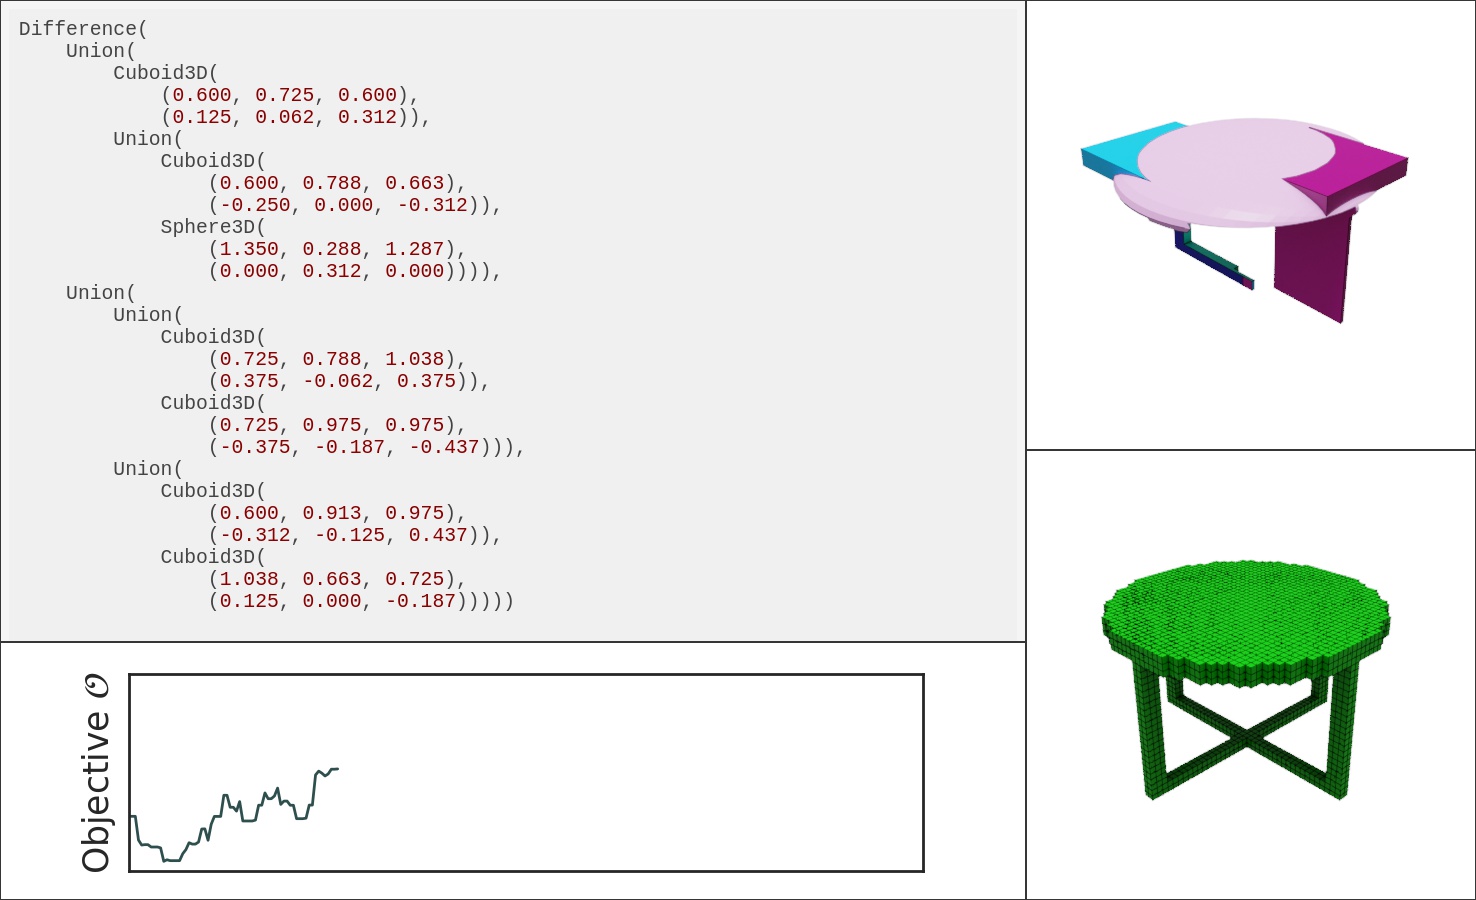 Difference(
    Union(
        Cuboid3D(
            (0.600, 0.725, 0.600),
            (0.125, 0.062, 0.312)),
        Union(
            Cuboid3D(
                (0.600, 0.788, 0.663),
                (-0.250, 0.000, -0.312)),
            Sphere3D(
                (1.350, 0.288, 1.287),
                (0.000, 0.312, 0.000)))),
    Union(
        Union(
            Cuboid3D(
                (0.725, 0.788, 1.038),
                (0.375, -0.062, 0.375)),
            Cuboid3D(
                (0.725, 0.975, 0.975),
                (-0.375, -0.187, -0.437))),
        Union(
            Cuboid3D(
                (0.600, 0.913, 0.975),
                (-0.312, -0.125, 0.437)),
            Cuboid3D(
                (1.038, 0.663, 0.725),
                (0.125, 0.000, -0.187)))))
Objective 𝒪